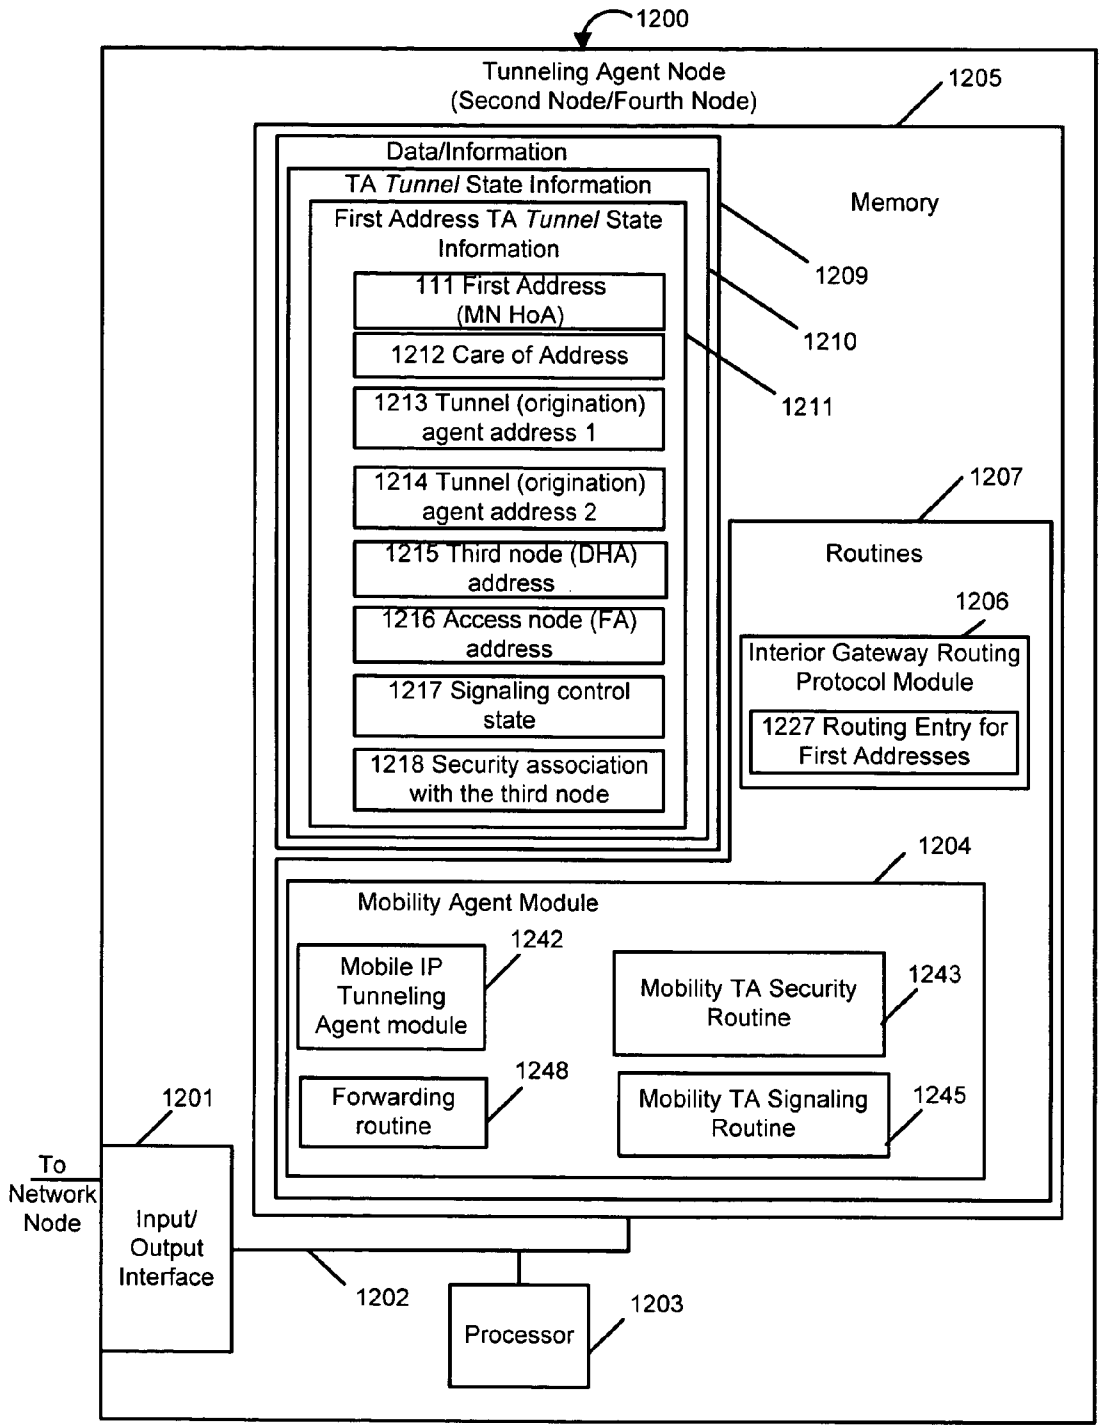 1200
Tunneling Agent Node
(Second Node/Fourth Node)
1205
Data/Information
TA Tunnel State Information
Memory
First Address TA Tunnel State
Information
1209
111 First Address
(MN HoA)
1210
1212 Care of Address
1211
1213 Tunnel (origination)
agent address 1
1214 Tunnel (origination)
agent address 2
1207
1215 Third node (DHA)
address
Routines
1206
1216 Access node (FA)
address
Interior Gateway Routing
Protocol Module
1217 Signaling control
state
1227 Routing Entry for
First Addresses
1218 Security association
with the third node
1204
Mobility Agent Module
1242
Mobile IP
Tunneling
Agent module
1243
Mobility TA Security
Routine
1248
Forwarding
routine
1245
Mobility TA Signaling
Routine
1201
To
Network
Node
Input/
Output
Interface
1202
1203
Processor